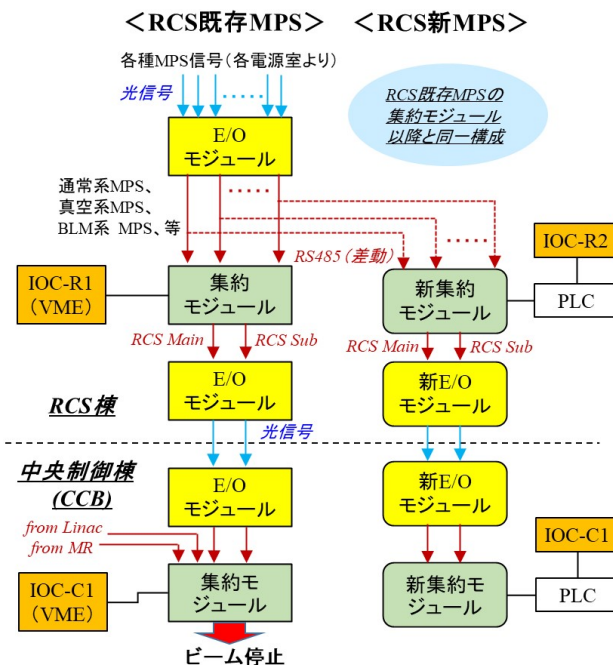 ＜RCS既存MPS＞
＜RCS新MPS＞
各種MPS信号（各電源室より）
光信号
RCS既存MPSの
集約モジュール
以降と同一構成
E/O
モジュール
通常系MPS、
真空系MPS、
BLM系 MPS、等
RS485（差動）
IOC-R1
（VME）
集約
モジュール
新集約
モジュール
IOC-R2
PLC
RCS Main
RCS Sub
RCS Main
RCS Sub
E/O
モジュール
新E/O
モジュール
RCS棟
光信号
中央制御棟
(CCB)
E/O
モジュール
新E/O
モジュール
from Linac
from MR
IOC-C1
（VME）
集約モ
ジュール
新集約モ
ジュール
IOC-C1
PLC
ビーム停止